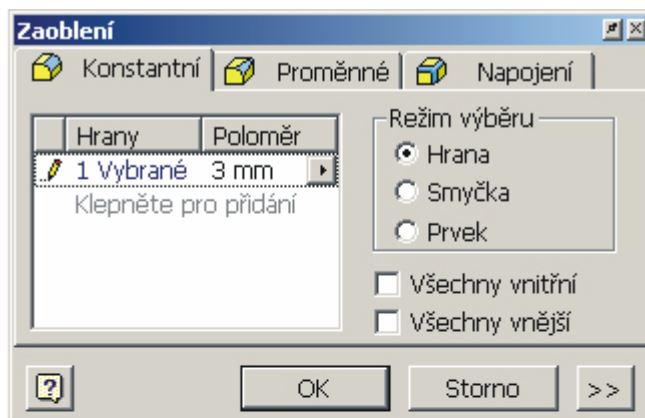 Zaoblení
Konstantní Proměnné Napojení
Hrany Poloměr
1 Vybrané 3 mm
Klepněte pro přidání
Režim výběru
Hrana
Smyčka
Prvek
Všechny vnitřní
Všechny vnější
? OK Storno >>